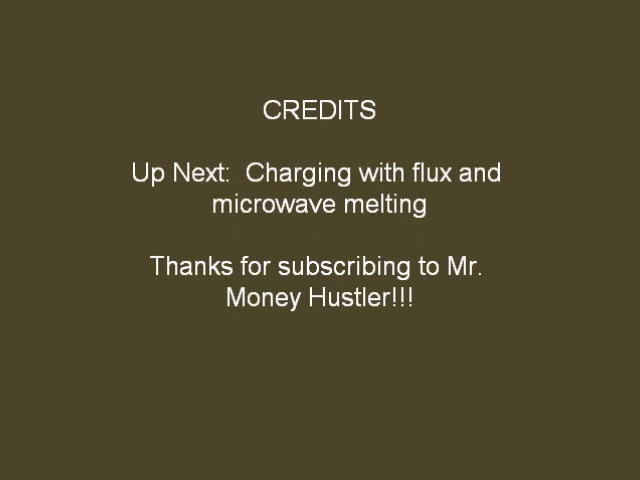 CREDITS
Up Next:  Charging with flux and
microwave melting
Thanks for subscribing to Mr.
Money Hustler!!!